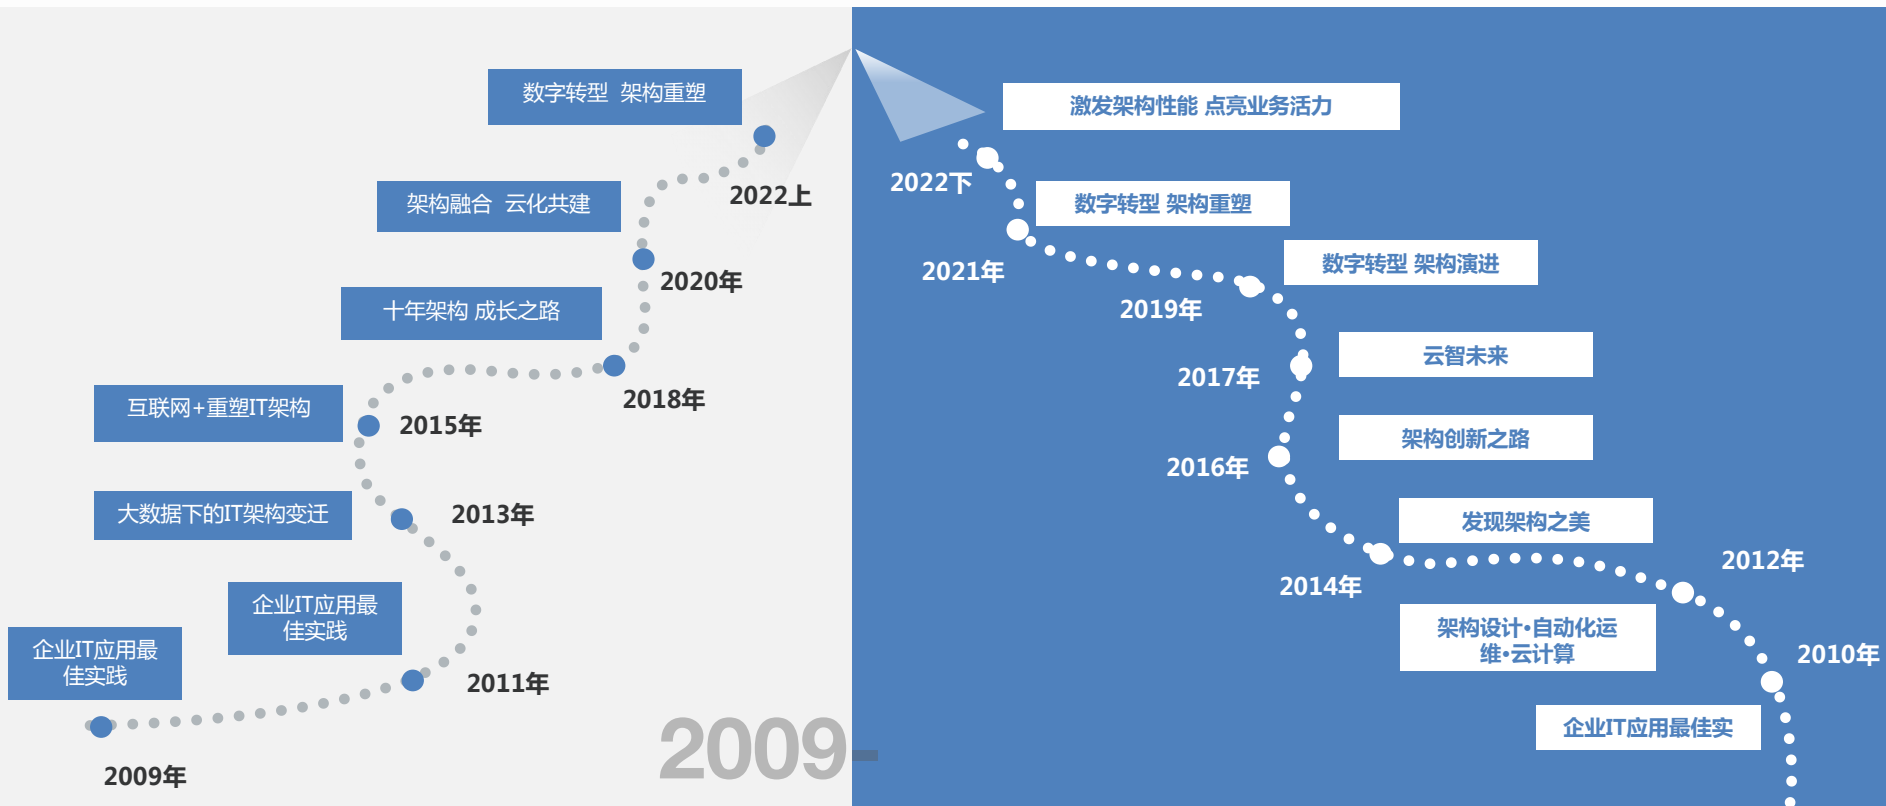 数字转型 架构重塑
2022上
架构融合 云化共建
2020年
十年架构 成长之路
2018年
互联网+重塑IT架构
2015年
大数据下的IT架构变迁
2013年
企业IT应用最
佳实践
2011年
企业IT应用最
佳实践
2009年
2009-
激发架构性能 点亮业务活力
2022下
数字转型 架构重塑
2021年
数字转型 架构演进
2019年
云智未来
2017年
架构创新之路
2016年
发现架构之美
2014年
2012年
架构设计•自动化运
维•云计算
2010年
企业IT应用最佳实